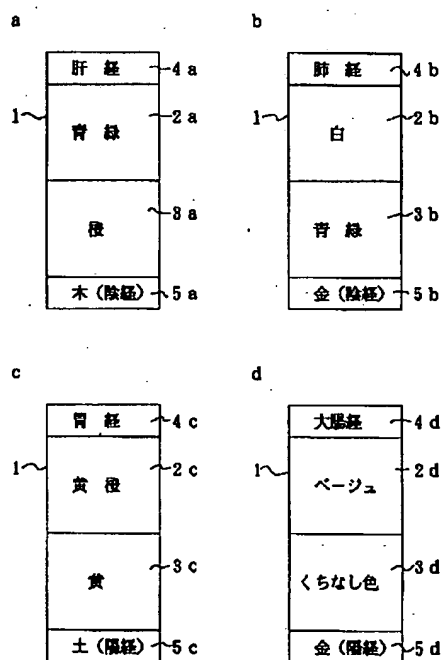 a
肝 経 4 a
1
青 緑 2 a
橙 3 a
木 (陰経) 5 a
b
肺 経 4 b
1
白 2 b
青 緑 3 b
金 (陰経) 5 b
c
胃 経 4 c
1
黄 橙 2 c
黄 3 c
土 (陽経) 5 c
d
大腸経 4 d
1
ベージュ 2 d
くちなし色 3 d
金 (陽経) 5 d